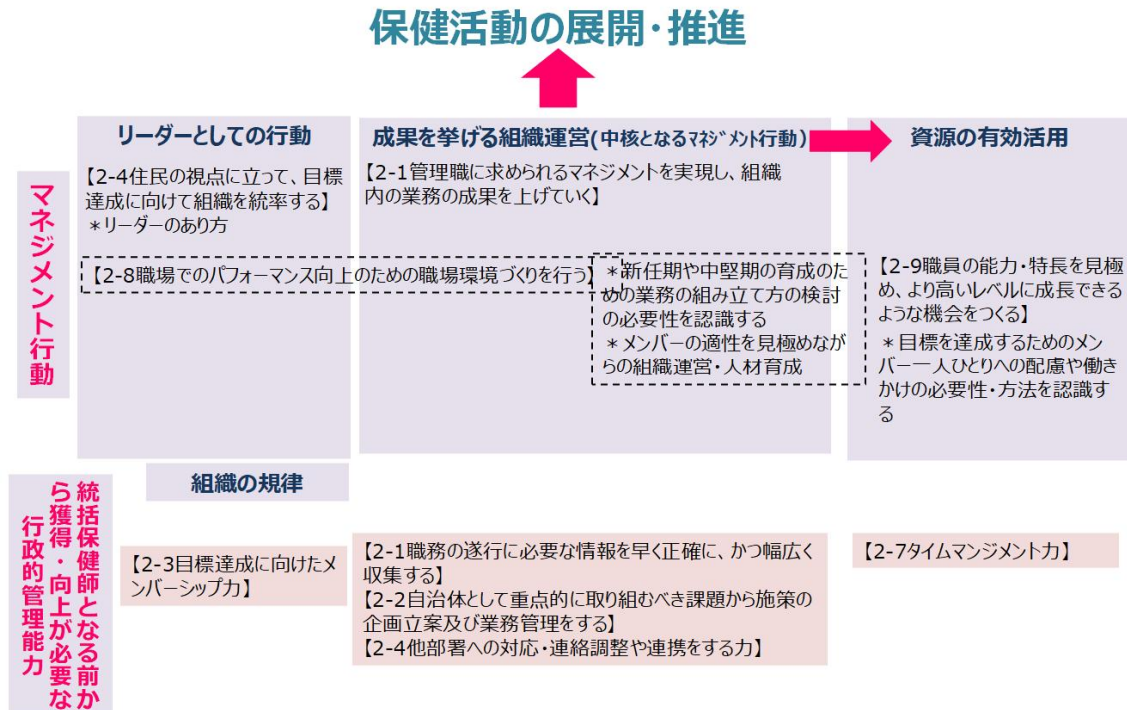 保健活動の展開・推進
リーダーとしての行動
成果を挙げる組織運営(中核となるマネジメント行動)
資源の有効活用
マネジメント行動
【2-4住民の視点に立って、目標
達成に向けて組織を統率する】
＊リーダーのあり方
【2-1管理職に求められるマネジメントを実現し、組織
内の業務の成果を上げていく】
【2-8職場でのパフォーマンス向上のための職場環境づくりを行う】
＊新任期や中堅期の育成のた
めの業務の組み立て方の検討
の必要性を認識する
＊メンバーの適性を見極めなが
らの組織運営・人材育成
【2-9職員の能力・特長を見極
め、より高いレベルに成長できる
ような機会をつくる】
＊目標を達成するためのメン
バー一人ひとりへの配慮や働き
かけの必要性・方法を認識す
る
組織の規律
統括保健師となる前か
ら獲得・向上が必要な
行政的管理能力
【2-3目標達成に向けたメ
ンバーシップ力】
【2-1職務の遂行に必要な情報を早く正確に、かつ幅広く
収集する】
【2-2自治体として重点的に取り組むべき課題から施策の
企画立案及び業務管理をする】
【2-4他部署への対応・連絡調整や連携をする力】
【2-7タイムマンジメント力】